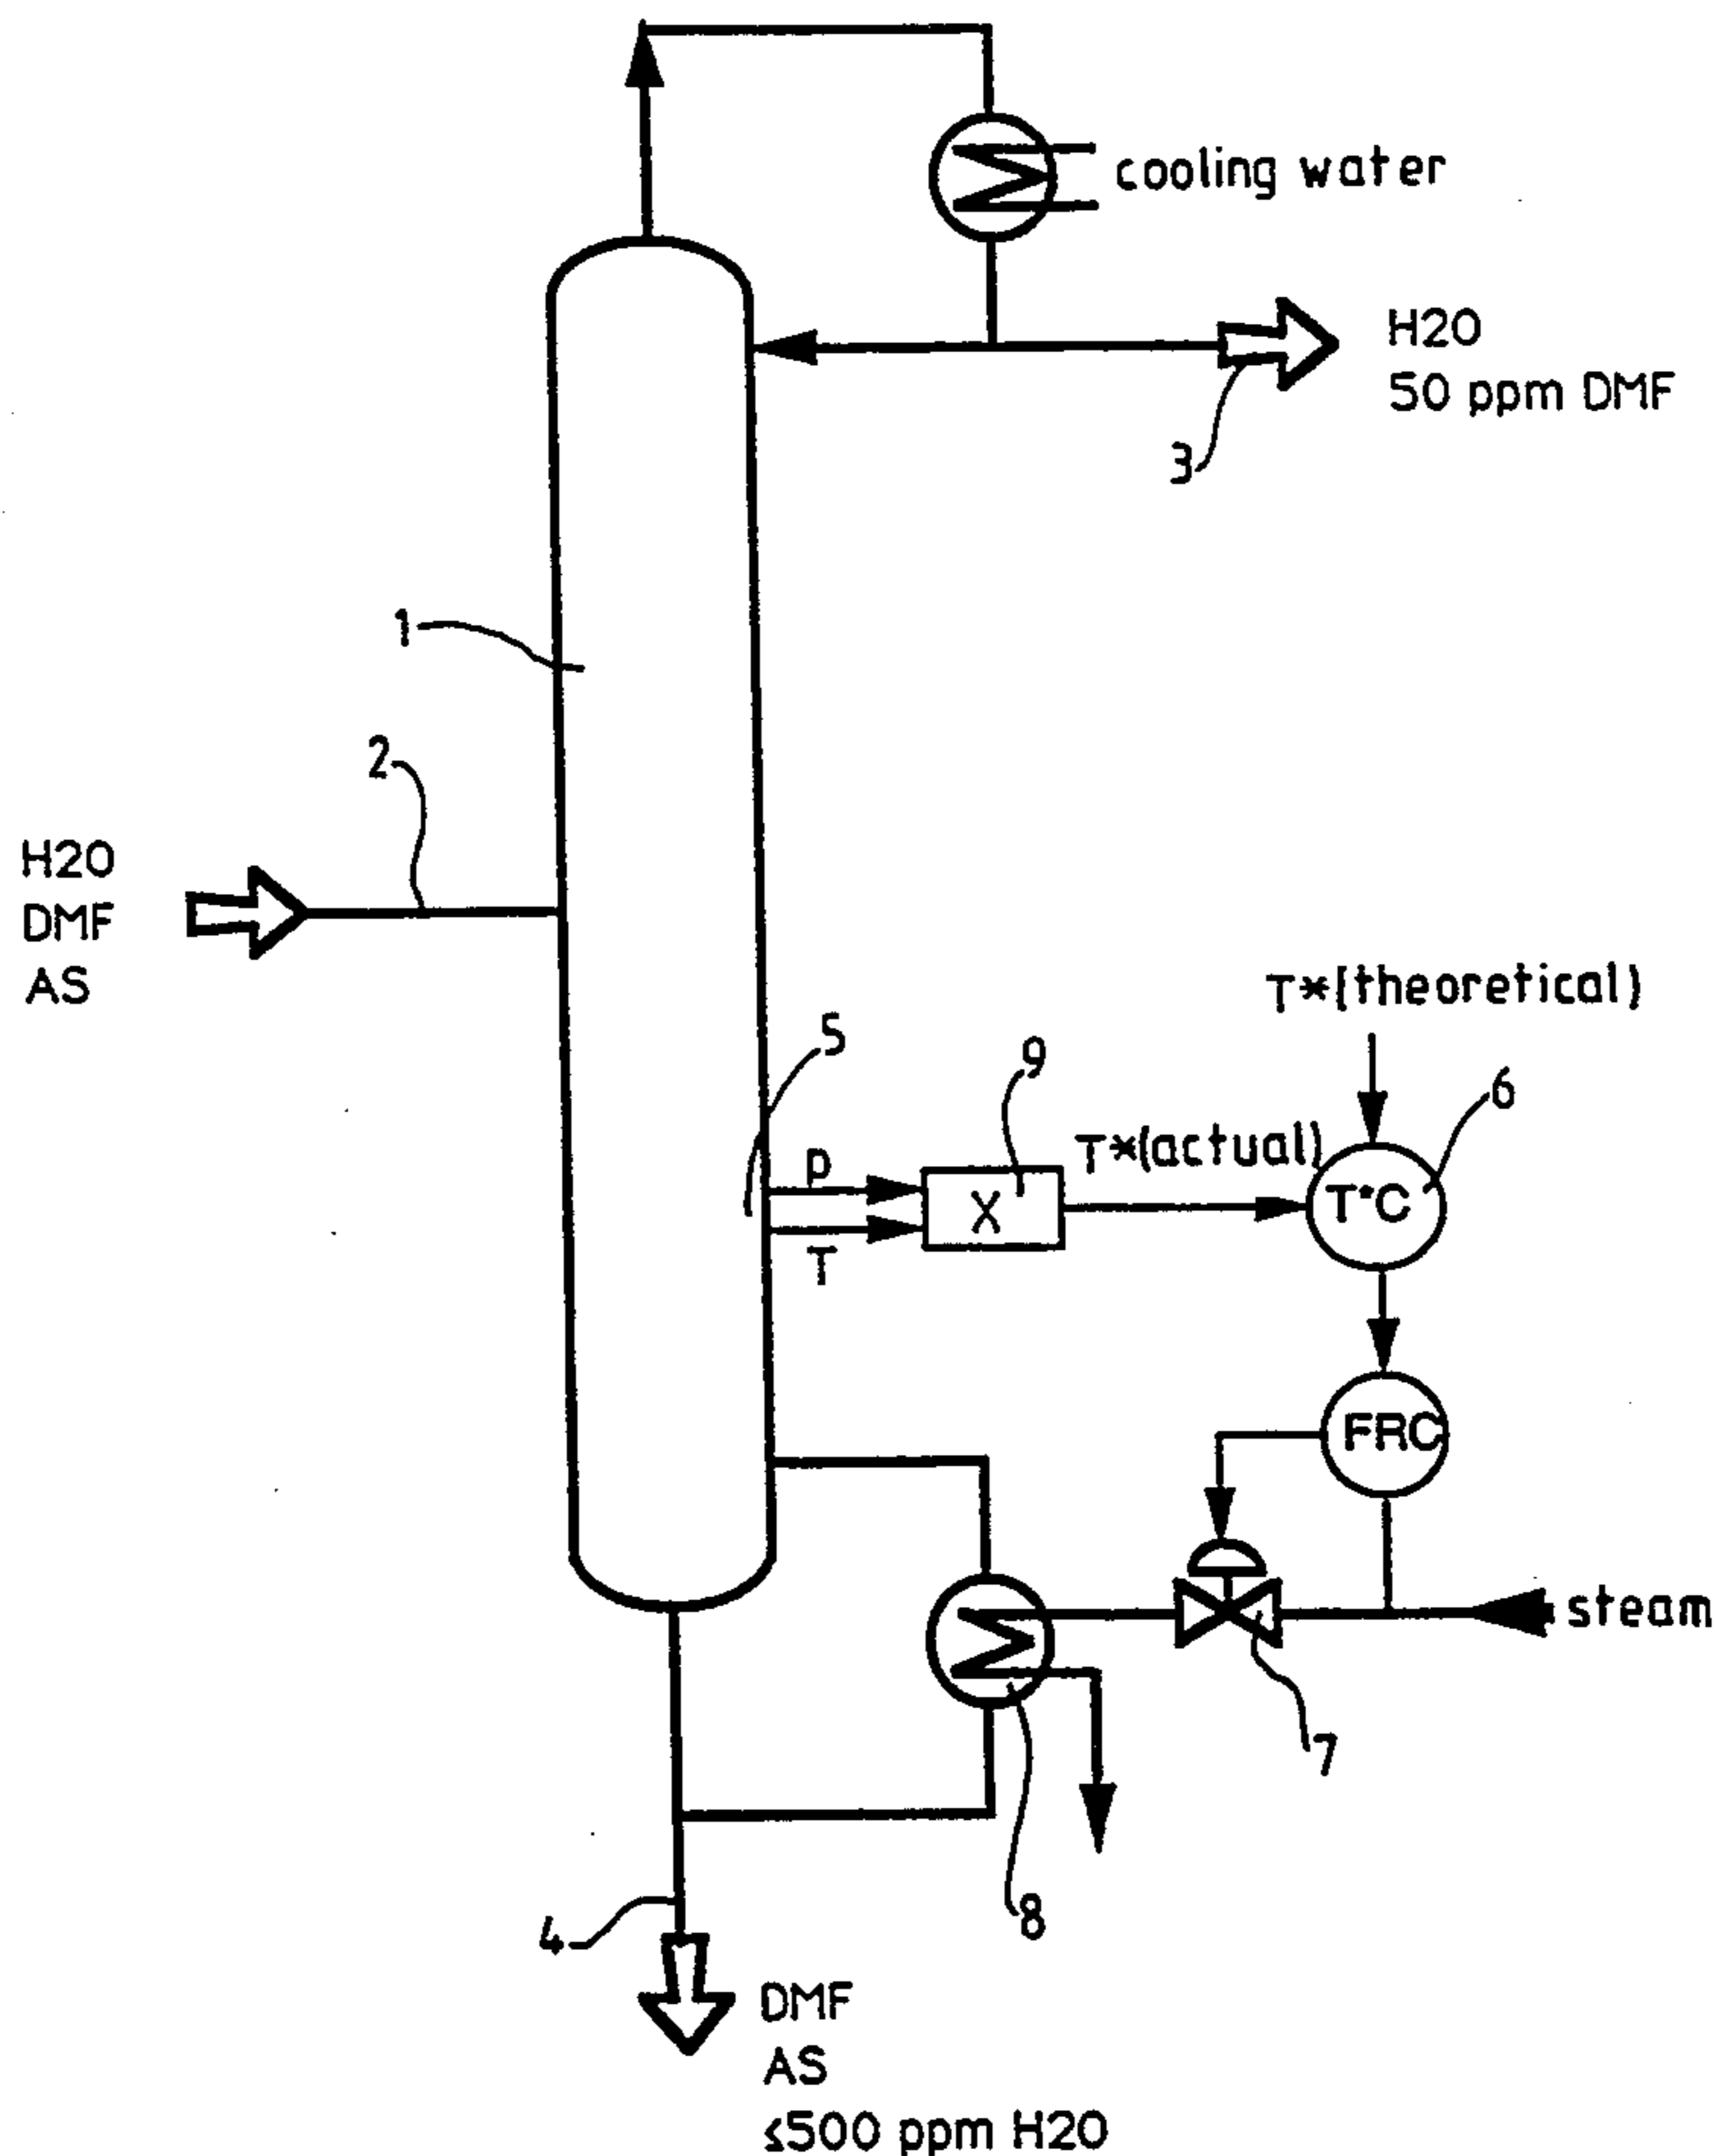 cooling water
H2O
50 ppm DMF
3
1
2
H2O
DMF
AS
T*(theoretical)
5
9
6
p
T*(actual)
T*C
X
T
FRC
steam
7
8
4
DMF
AS
≤500 ppm H2O